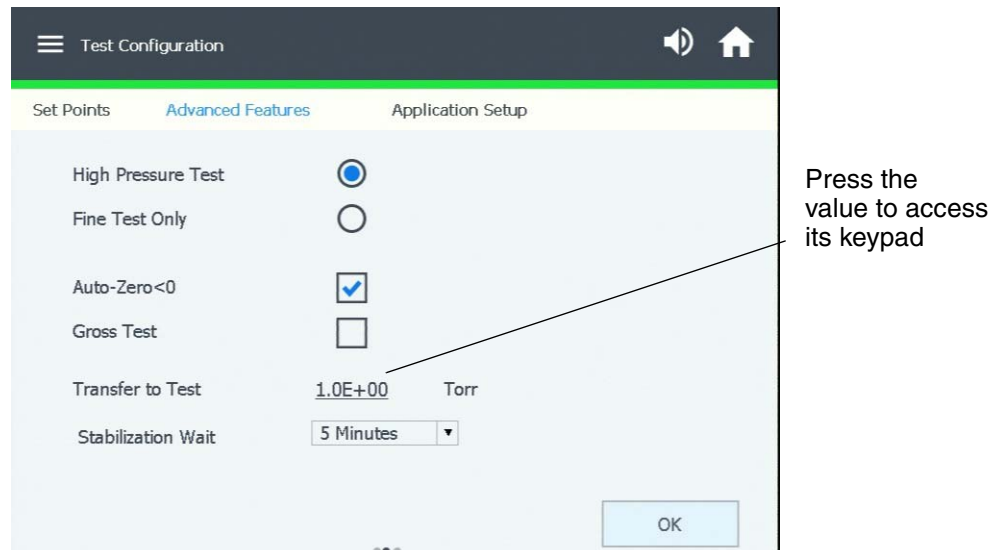 Test Configuration
Set Points Advanced Features Application Setup
High Pressure Test
Fine Test Only
Auto-Zero<0
Gross Test
Transfer to Test 1.0E+00 Torr
Stabilization Wait 5 Minutes
OK
Press the
value to access
its keypad